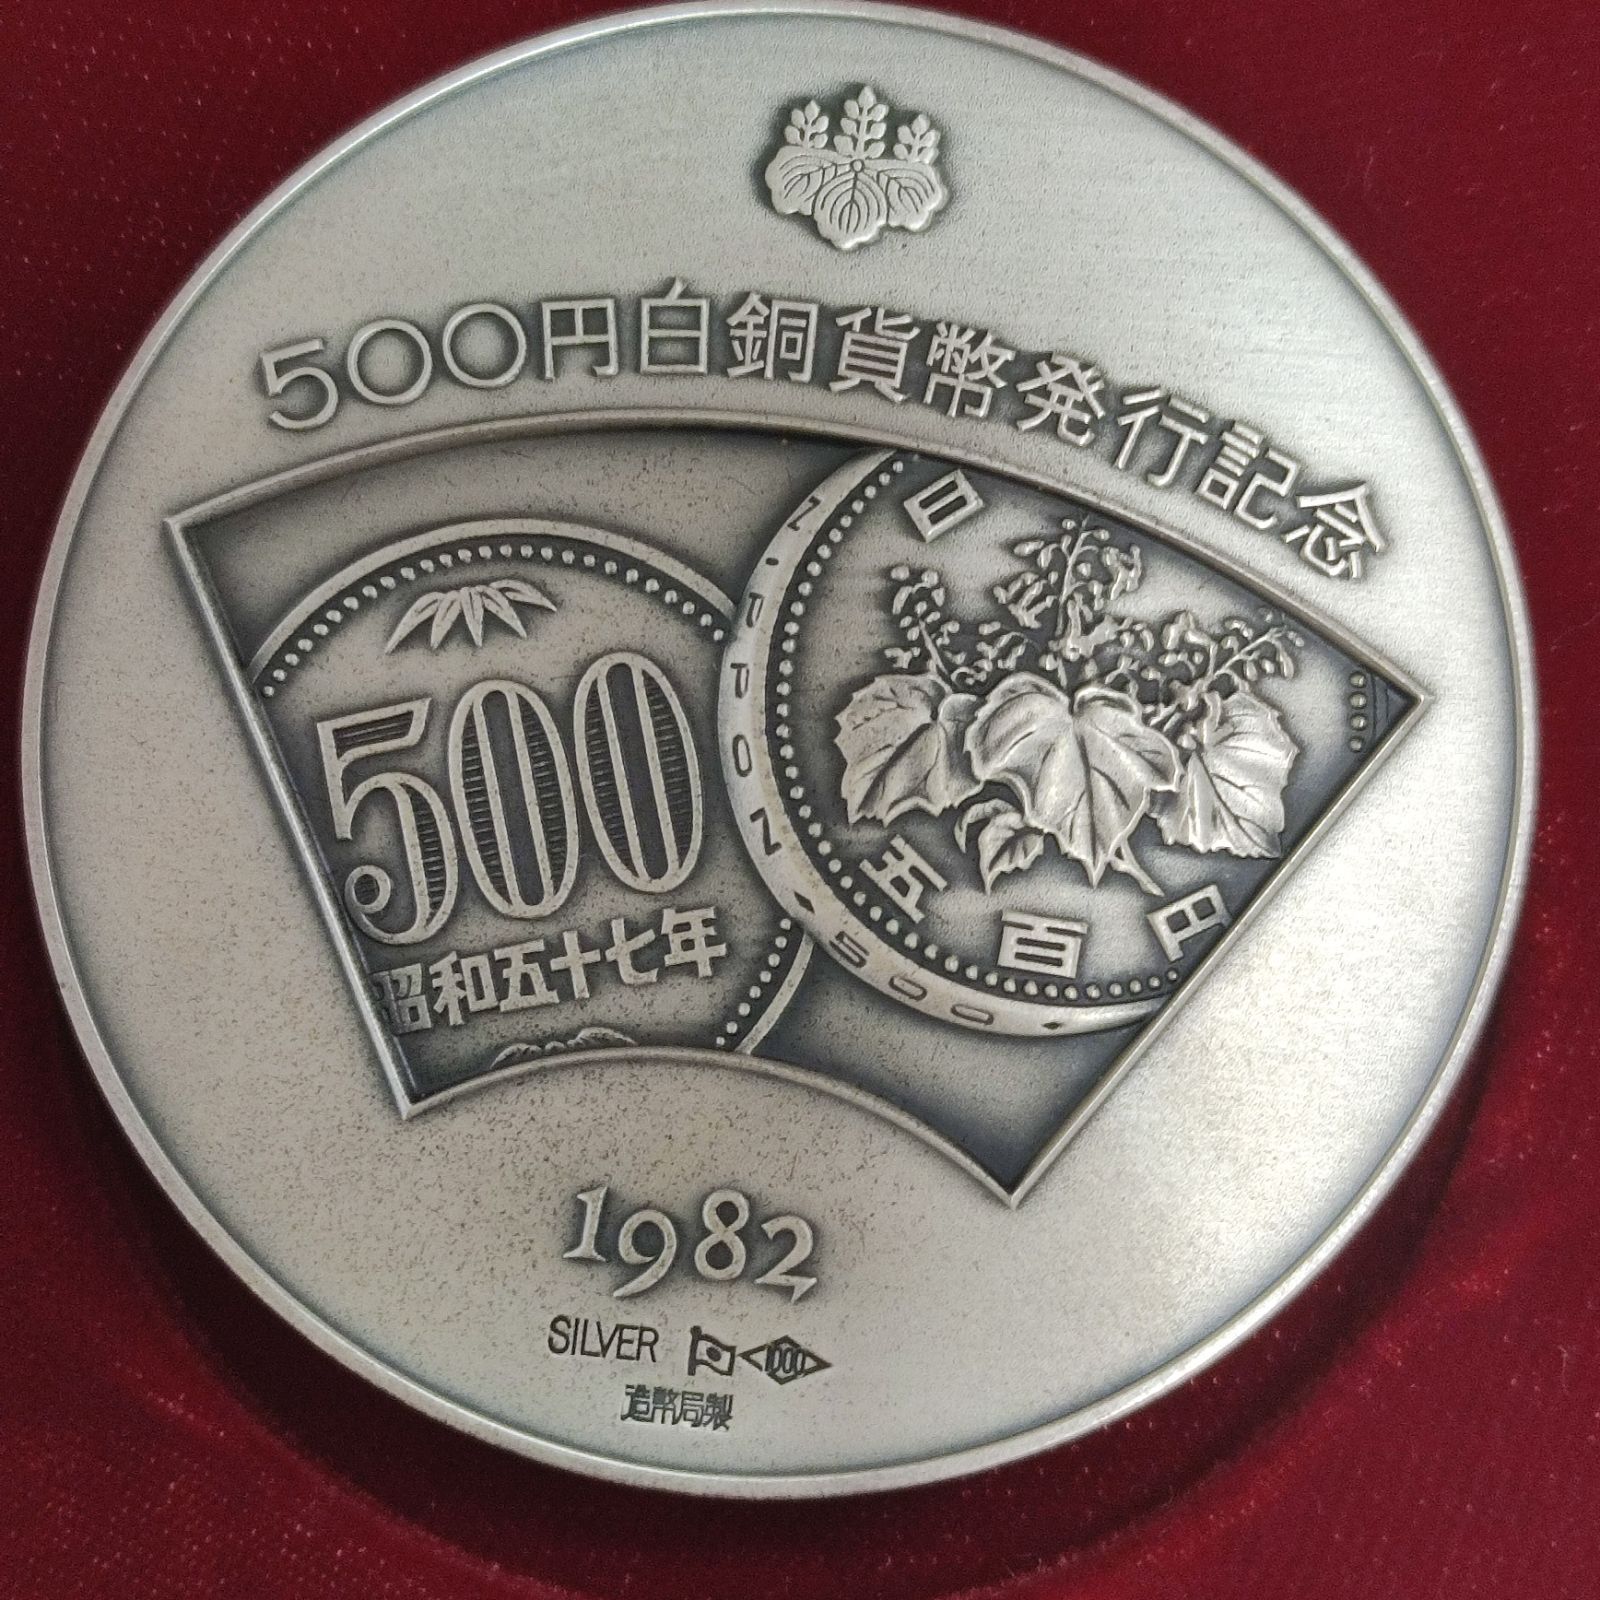 500円白銅貨幣発行記念
500
昭和五十七年
NIPPON◆500◆
日
五百円
1982
SILVER 1000
造幣局製